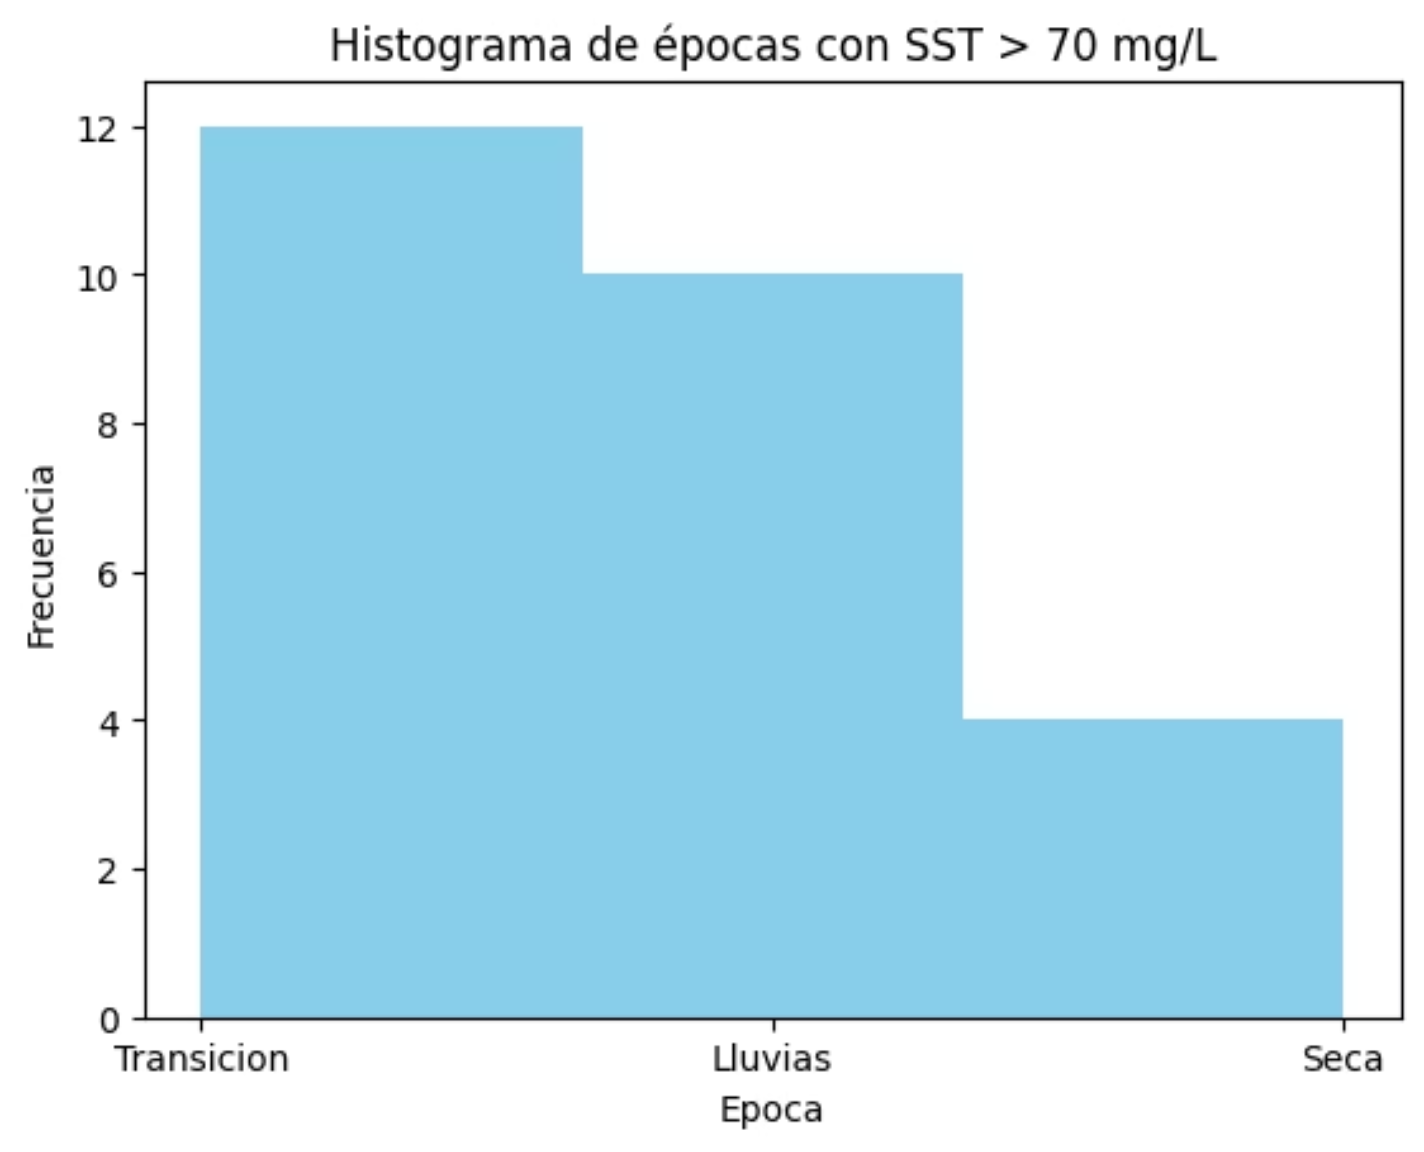 Histograma de épocas con SST > 70 mg/L
12
10
8
6
4
2
0
Frecuencia
Transicion
Lluvias
Seca
Epoca